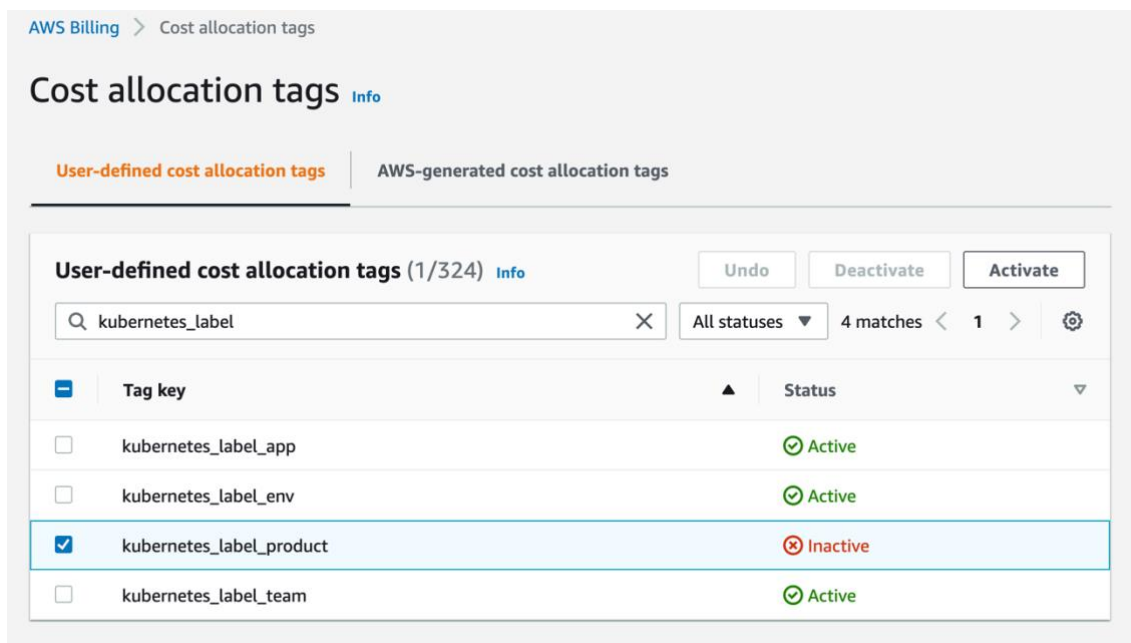 AWS Billing > Cost allocation tags
Cost allocation tags Info
User-defined cost allocation tags AWS-generated cost allocation tags
User-defined cost allocation tags (1/324) Info Undo Deactivate Activate
kubernetes_label All statuses 4 matches < 1 >
Tag key Status
kubernetes_label_app Active
kubernetes_label_env Active
kubernetes_label_product Inactive
kubernetes_label_team Active